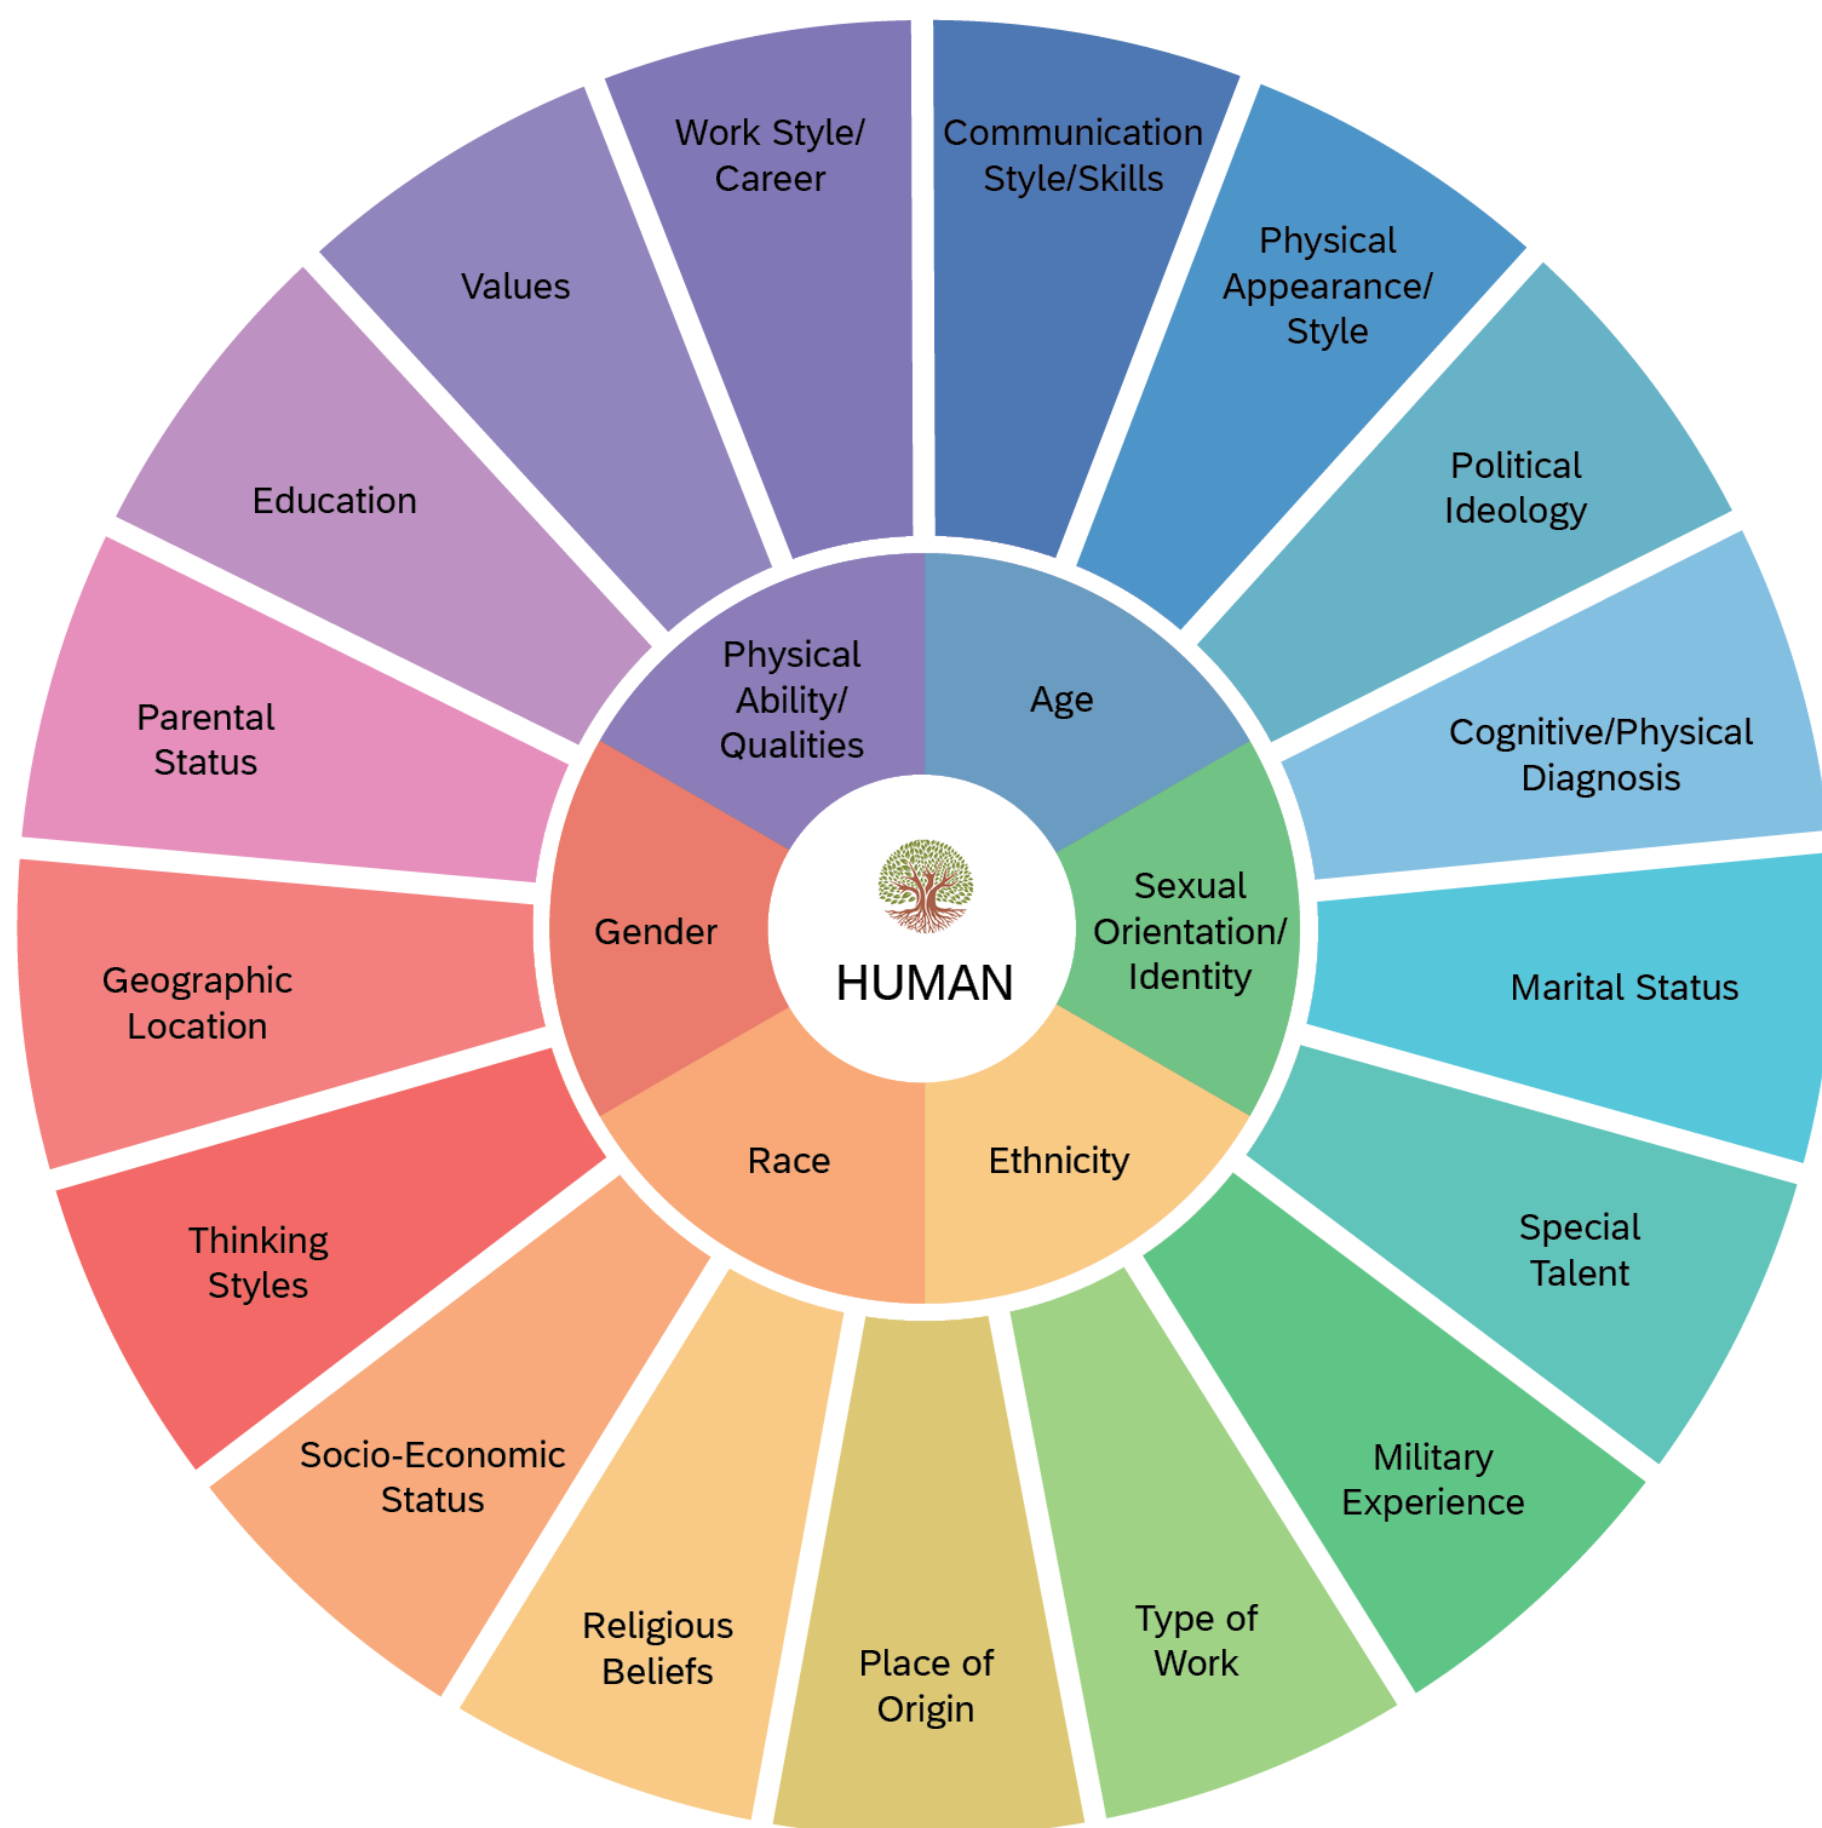 Work Style/
Career
Communication
Style/Skills
Physical
Appearance/
Style
Political
Ideology
Cognitive/Physical
Diagnosis
Marital Status
Special
Talent
Military
Experience
Type of
Work
Place of
Origin
Religious
Beliefs
Socio-Economic
Status
Thinking
Styles
Geographic
Location
Parental
Status
Education
Values
Physical
Ability/
Qualities
Age
Sexual
Orientation/
Identity
Ethnicity
Race
Gender
HUMAN